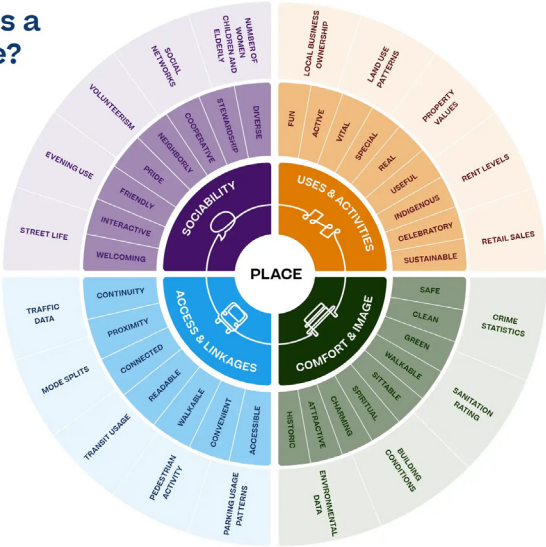 s a
e?
NUMBER OF
WOMEN
CHILDREN AND
ELDERLY
SOCIAL
NETWORKS
VOLUNTEERISM
EVENING USE
STREET LIFE
DIVERSE
STEWARDSHIP
COOPERATIVE
NEIGHBORLY
PRIDE
FRIENDLY
INTERACTIVE
WELCOMING
SOCIABILITY
LOCAL BUSINESS
OWNERSHIP
LAND USE
PATTERNS
PROPERTY
VALUES
RENT LEVELS
RETAIL SALES
FUN
ACTIVE
VITAL
SPECIAL
REAL
USEFUL
INDIGENOUS
CELEBRATORY
SUSTAINABLE
USES & ACTIVITIES
PLACE
ACCESS & LINKAGES
CONTINUITY
PROXIMITY
CONNECTED
READABLE
WALKABLE
CONVENIENT
ACCESSIBLE
TRAFFIC
DATA
MODE SPLITS
TRANSIT USAGE
PEDESTRIAN
ACTIVITY
PARKING USAGE
PATTERNS
COMFORT & IMAGE
SAFE
CLEAN
GREEN
WALKABLE
SITTABLE
SPIRITUAL
CHARMING
ATTRACTIVE
HISTORIC
CRIME
STATISTICS
SANITATION
RATING
BUILDING
CONDITIONS
ENVIRONMENTAL
DATA